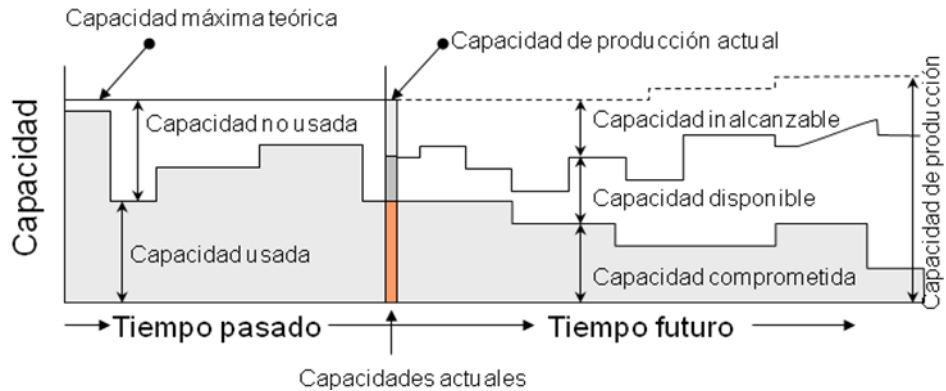 Capacidad máxima teórica
Capacidad de producción actual
Capacidad
Capacidad no usada
Capacidad inalcanzable
Capacidad de producción
Capacidad disponible
Capacidad usada
Capacidad comprometida
Tiempo pasado
Tiempo futuro
Capacidades actuales